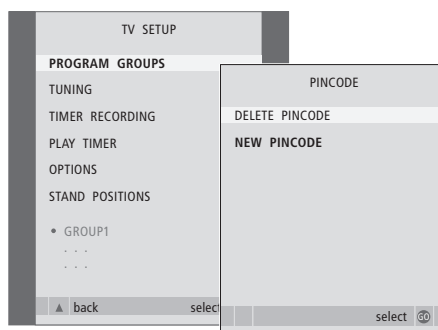 TV SETUP
PROGRAM GROUPS
TUNING
TIMER RECORDING
PLAY TIMER
OPTIONS
STAND POSITIONS
• GROUP1
. . .
. . .
▲ back select
PINCODE
DELETE PINCODE
NEW PINCODE
select GO